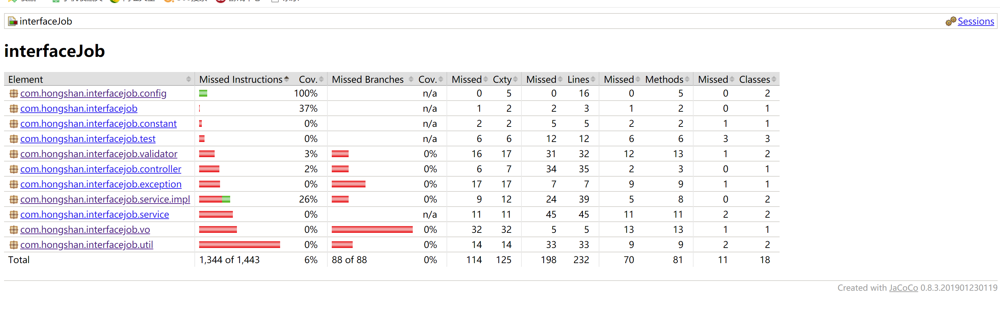 interfaceJob
Sessions
interfaceJob
Element Missed Instructions Cov. Missed Branches Cov. Missed Cxty Missed Lines Missed Methods Missed Classes
com.hongshan.interfacejob.config 100% n/a 0 5 0 16 0 5 0 2
com.hongshan.interfacejob 37% n/a 1 2 2 3 1 2 0 1
com.hongshan.interfacejob.constant 0% n/a 2 2 5 5 2 2 1 1
com.hongshan.interfacejob.test 0% n/a 6 6 12 12 6 6 3 3
com.hongshan.interfacejob.validator 3% 0% 16 17 31 32 12 13 1 2
com.hongshan.interfacejob.controller 2% 0% 6 7 34 35 2 3 0 1
com.hongshan.interfacejob.exception 0% 0% 17 17 7 7 9 9 1 1
com.hongshan.interfacejob.service.impl 26% 0% 9 12 24 39 5 8 0 2
com.hongshan.interfacejob.service 0% n/a 11 11 45 45 11 11 2 2
com.hongshan.interfacejob.vo 0% 0% 32 32 5 5 13 13 1 1
com.hongshan.interfacejob.util 0% 0% 14 14 33 33 9 9 2 2
Total 1,344 of 1,443 6% 88 of 88 0% 114 125 198 232 70 81 11 18
Created with JaCoCo 0.8.3.201901230119